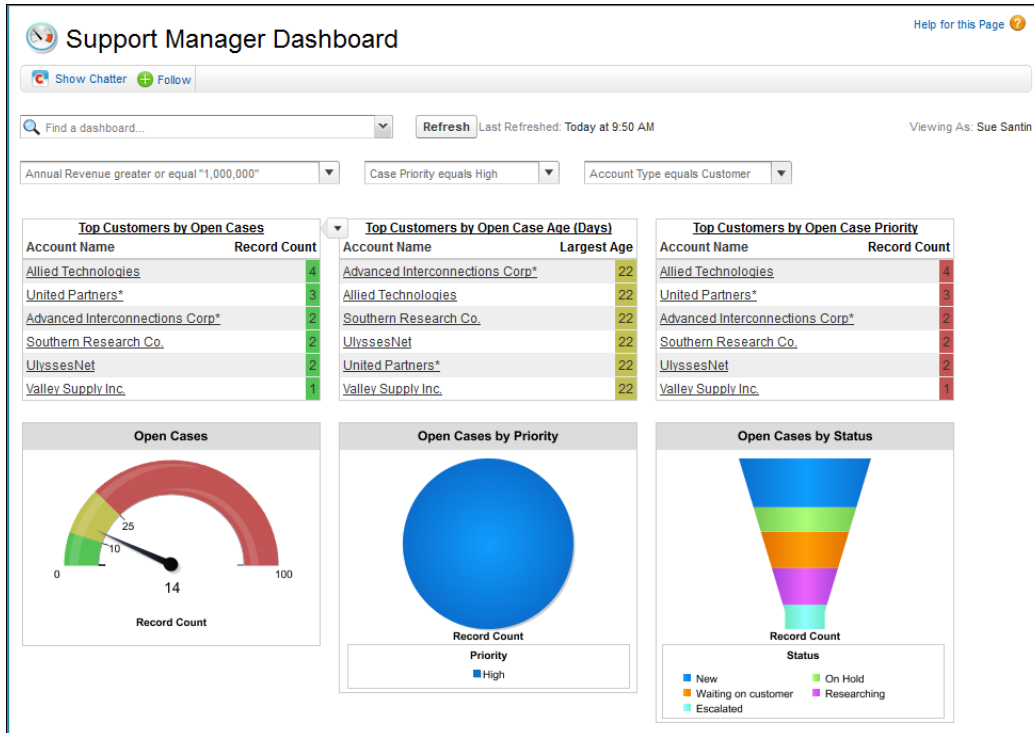 Help for this Page
Support Manager Dashboard
Show Chatter Follow
Find a dashboard... Refresh Last Refreshed: Today at 9:50 AM Viewing As: Sue Santin
Annual Revenue greater or equal "1,000,000" Case Priority equals High Account Type equals Customer
Top Customers by Open Cases
Account Name Record Count
Allied Technologies 4
United Partners* 3
Advanced Interconnections Corp* 2
Southern Research Co. 2
UlyssesNet 2
Valley Supply Inc. 1
Top Customers by Open Case Age (Days)
Account Name Largest Age
Advanced Interconnections Corp* 22
Allied Technologies 22
Southern Research Co. 22
UlyssesNet 22
United Partners* 22
Valley Supply Inc. 22
Top Customers by Open Case Priority
Account Name Record Count
Allied Technologies 4
United Partners* 3
Advanced Interconnections Corp* 2
Southern Research Co. 2
UlyssesNet 2
Valley Supply Inc. 1
Open Cases
25
10
0 100
14
Record Count
Open Cases by Priority
Record Count
Priority
High
Open Cases by Status
Record Count
Status
New On Hold
Waiting on customer Researching
Escalated